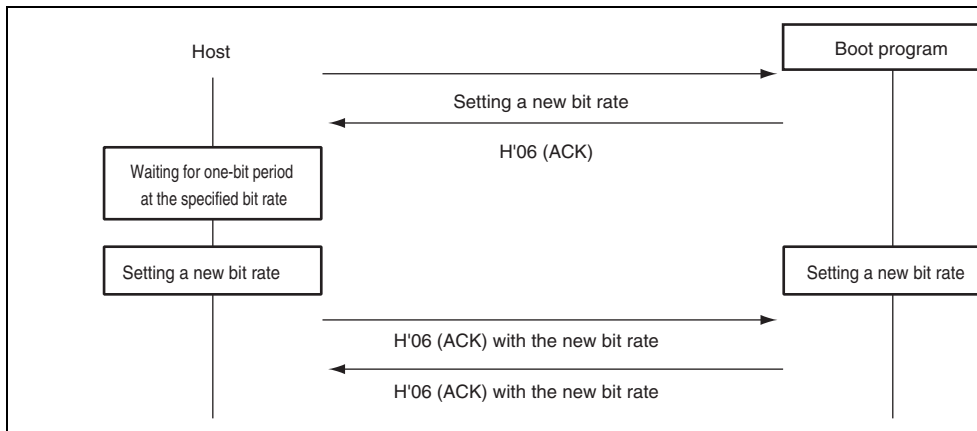 Host
Boot program
Setting a new bit rate
H'06 (ACK)
Waiting for one-bit period
at the specified bit rate
Setting a new bit rate
Setting a new bit rate
H'06 (ACK) with the new bit rate
H'06 (ACK) with the new bit rate